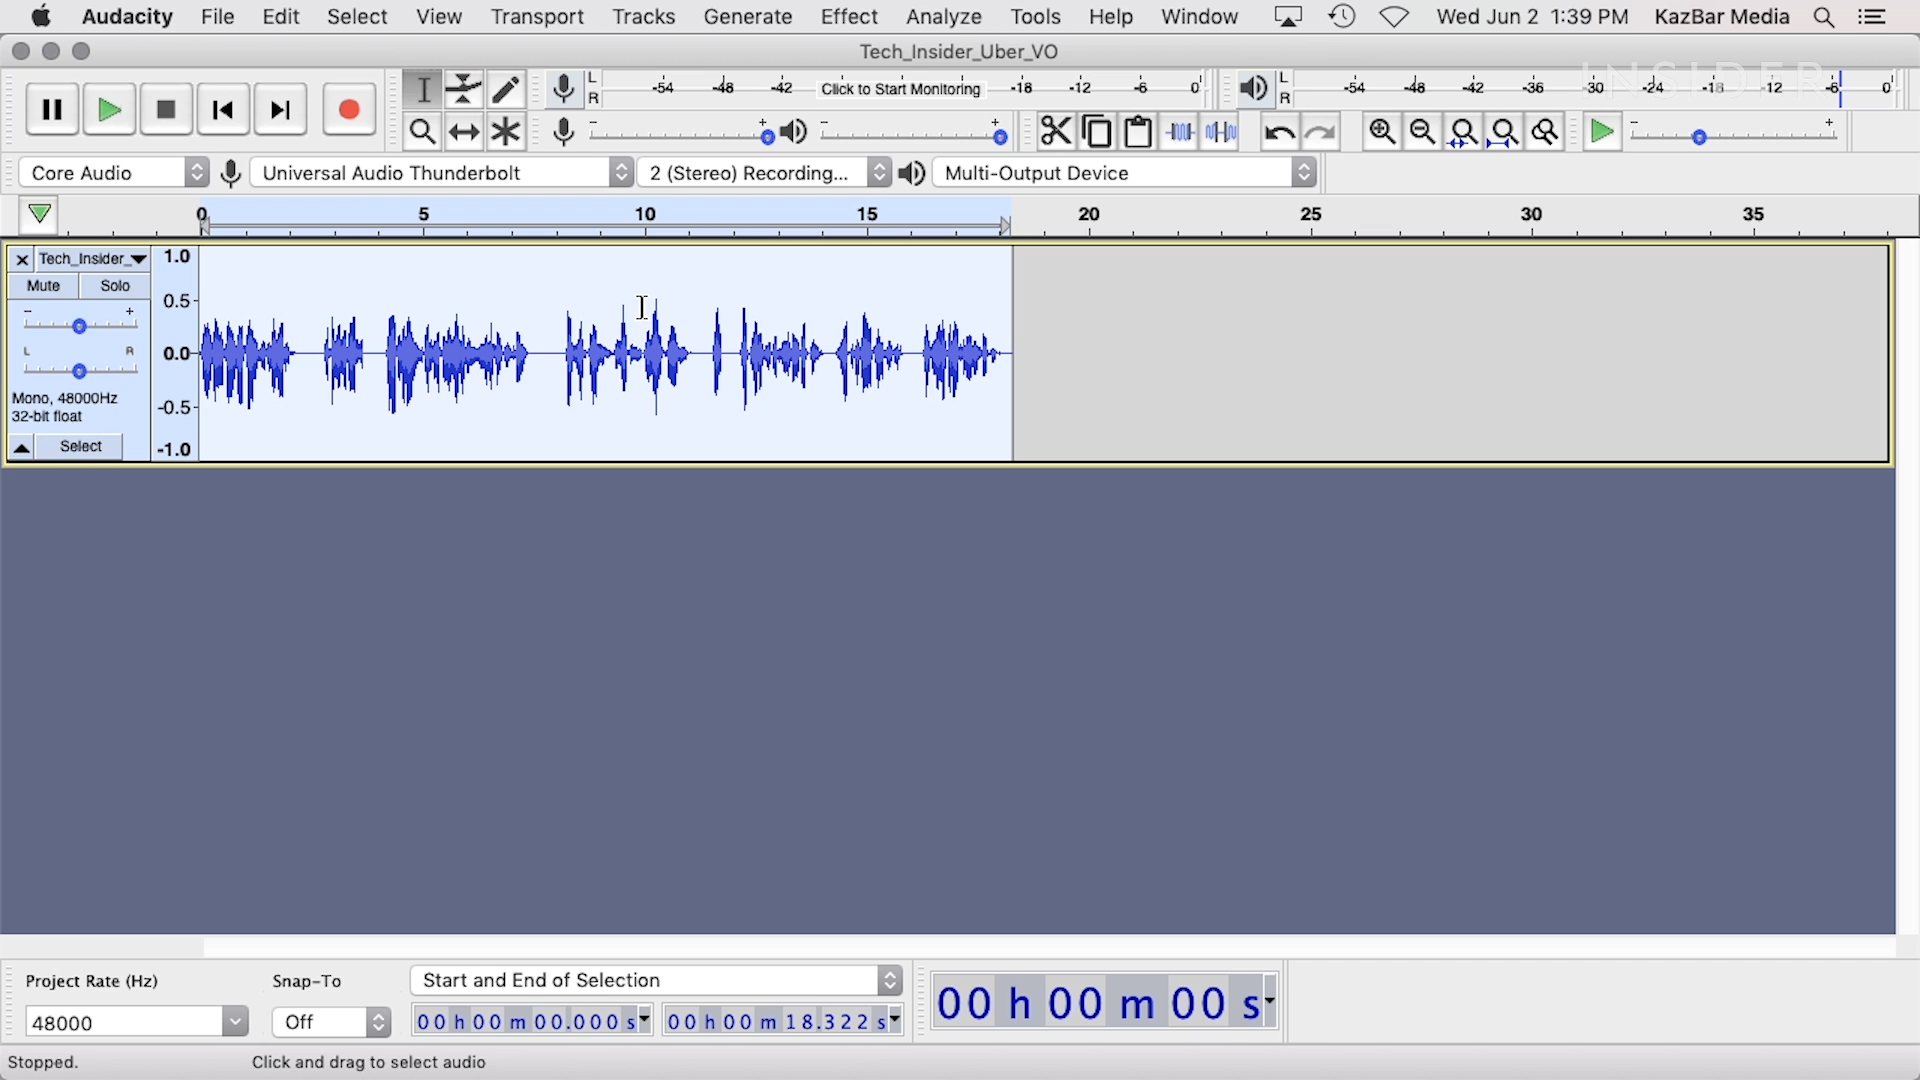 Audacity File Edit Select View Transport Tracks Generate Effect Analyze Tools Help Window Wed Jun 2 1:39 PM KazBar Media
Tech_Insider_Uber_VO
INSIDER
L -54 -48 -42 Click to Start Monitoring -18 -12 -6 0 L -54 -48 -42 -36 -30 -24 -18 -12 -6 0
R R
- + - + - +
Core Audio Universal Audio Thunderbolt 2 (Stereo) Recording... Multi-Output Device
0 5 10 15 20 25 30 35
Tech_Insider_ 1.0
Mute Solo
- + 0.5
L R 0.0
Mono, 48000Hz
32-bit float -0.5
Select -1.0
Project Rate (Hz) Snap-To Start and End of Selection
48000 Off 00 h 00 m 00.000 s 00 h 00 m 18.322 s 00 h 00 m 00 s
Stopped. Click and drag to select audio